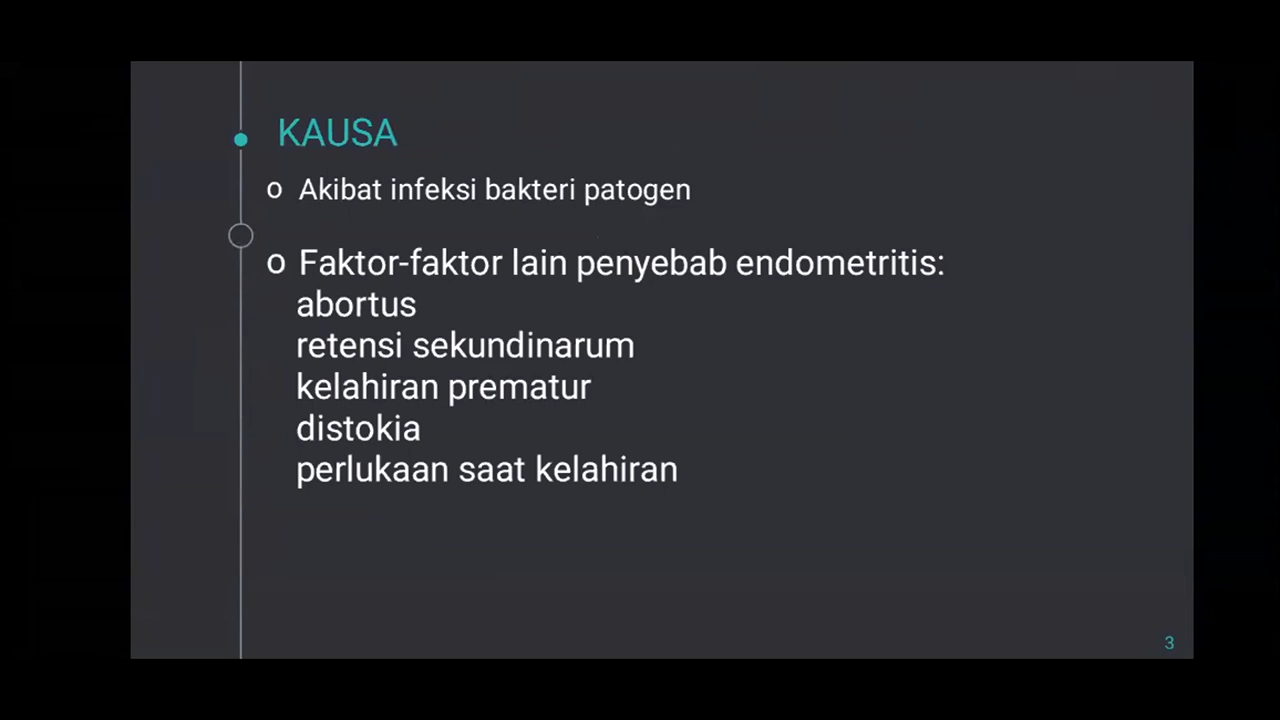 KAUSA
o Akibat infeksi bakteri patogen
o Faktor-faktor lain penyebab endometritis:
abortus
retensi sekundinarum
kelahiran prematur
distokia
perlukaan saat kelahiran
3